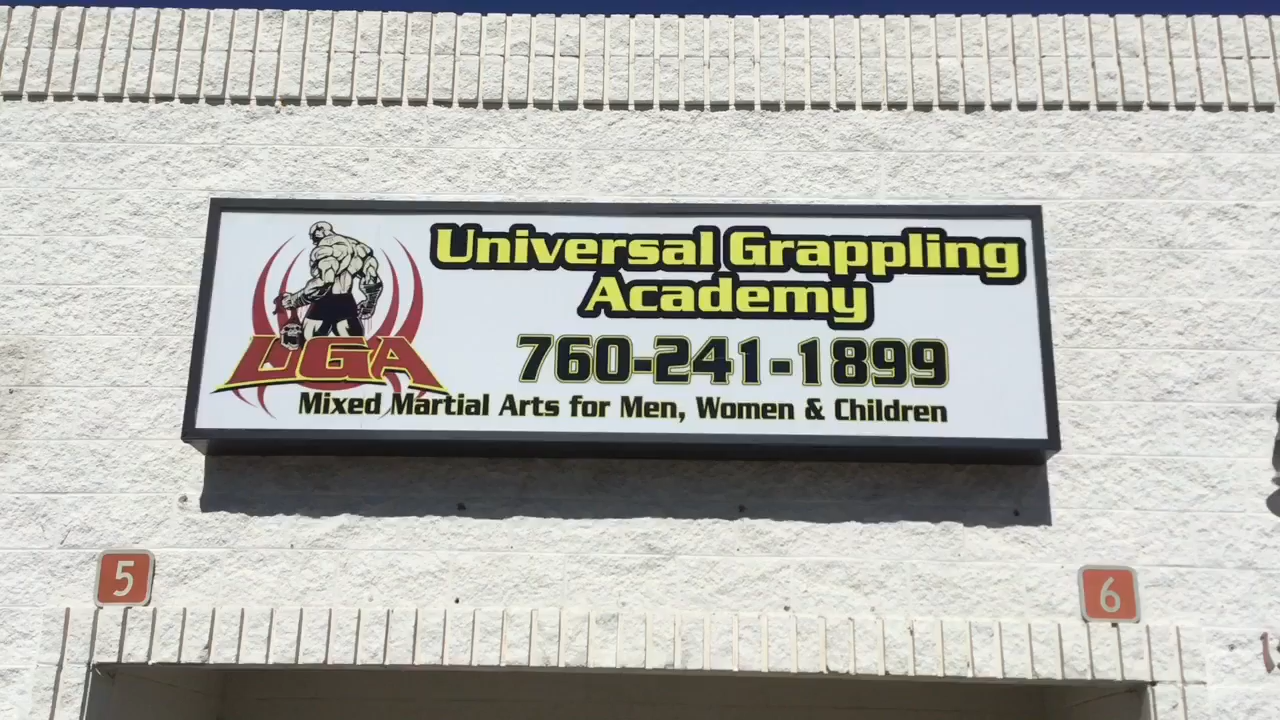 Universal Grappling
Academy
UGA
760-241-1899
Mixed Martial Arts for Men, Women & Children
5
6